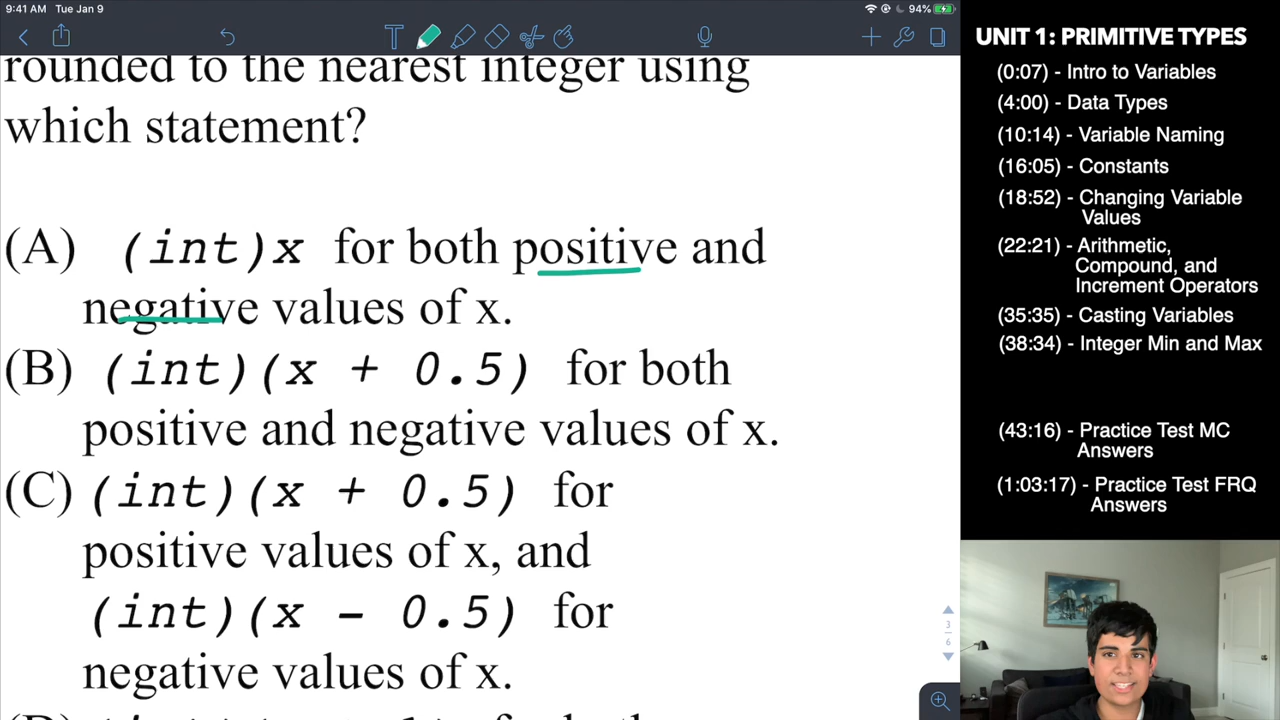 9:41 AM Tue Jan 9
94%
rounded to the nearest integer using
which statement?
(A) (int)x for both positive and
negative values of x.
(B) (int)(x + 0.5) for both
positive and negative values of x.
(C) (int)(x + 0.5) for
positive values of x, and
(int)(x - 0.5) for
negative values of x.
3
6
UNIT 1: PRIMITIVE TYPES
(0:07) - Intro to Variables
(4:00) - Data Types
(10:14) - Variable Naming
(16:05) - Constants
(18:52) - Changing Variable
Values
(22:21) - Arithmetic,
Compound, and
Increment Operators
(35:35) - Casting Variables
(38:34) - Integer Min and Max
(43:16) - Practice Test MC
Answers
(1:03:17) - Practice Test FRQ
Answers